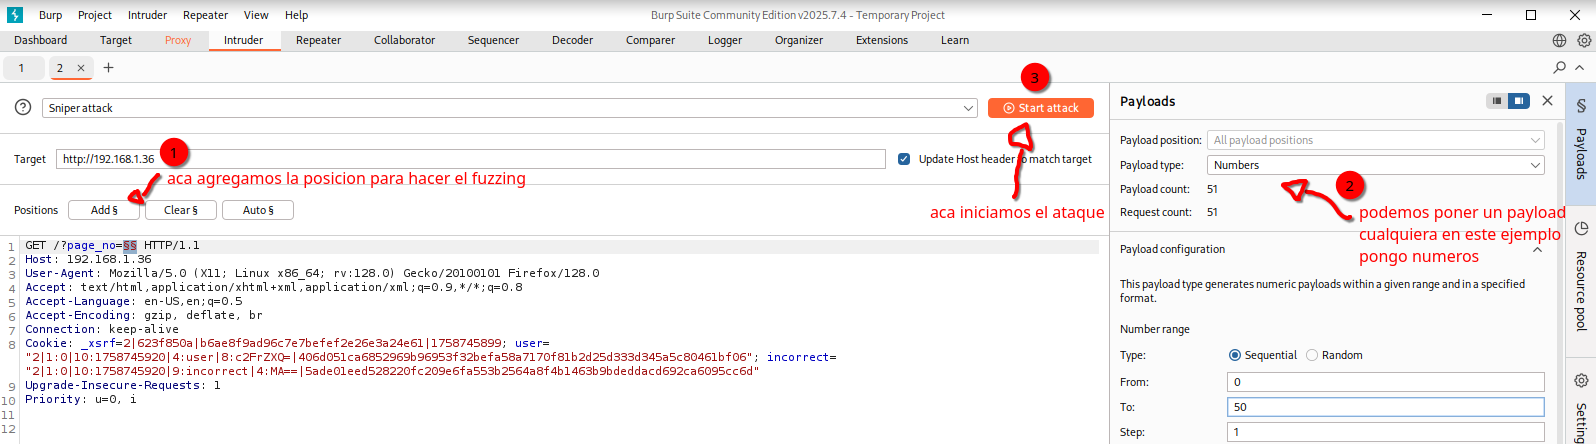 Burp Project Intruder Repeater View Help
Burp Suite Community Edition v2025.7.4 - Temporary Project
Dashboard Target Proxy Intruder Repeater Collaborator Sequencer Decoder Comparer Logger Organizer Extensions Learn
1 2 × +
3
Sniper attack
Start attack
Target http://192.168.1.36
1
Update Host header to match target
aca agregamos la posicion para hacer el fuzzing
aca iniciamos el ataque
Positions Add § Clear § Auto §
1 GET /?page_no=§§ HTTP/1.1
2 Host: 192.168.1.36
3 User-Agent: Mozilla/5.0 (X11; Linux x86_64; rv:128.0) Gecko/20100101 Firefox/128.0
4 Accept: text/html,application/xhtml+xml,application/xml;q=0.9,*/*;q=0.8
5 Accept-Language: en-US,en;q=0.5
6 Accept-Encoding: gzip, deflate, br
7 Connection: keep-alive
8 Cookie: _xsrf=2|623f850a|b6ae8f9ad96c7e7befef2e26e3a24e61|1758745899; user=
"2|1:0|10:1758745920|4:user|8:c2FrZXQ=|406d051ca6852969b96953f32befa58a7170f81b2d25d333d345a5c80461bf06"; incorrect=
"2|1:0|10:1758745920|9:incorrect|4:MA==|5ade01eed528220fc209e6fa553b2564a8f4b1463b9bdeddacd692ca6095cc6d"
9 Upgrade-Insecure-Requests: 1
10 Priority: u=0, i
11
12
Payloads
Payload position: All payload positions
Payload type: Numbers
Payload count: 51
Request count: 51
2
podemos poner un payload
cualquiera en este ejemplo
pongo numeros
Payload configuration
This payload type generates numeric payloads within a given range and in a specified
format.
Number range
Type: Sequential Random
From: 0
To: 50
Step: 1
Payloads
Resource pool
Setting